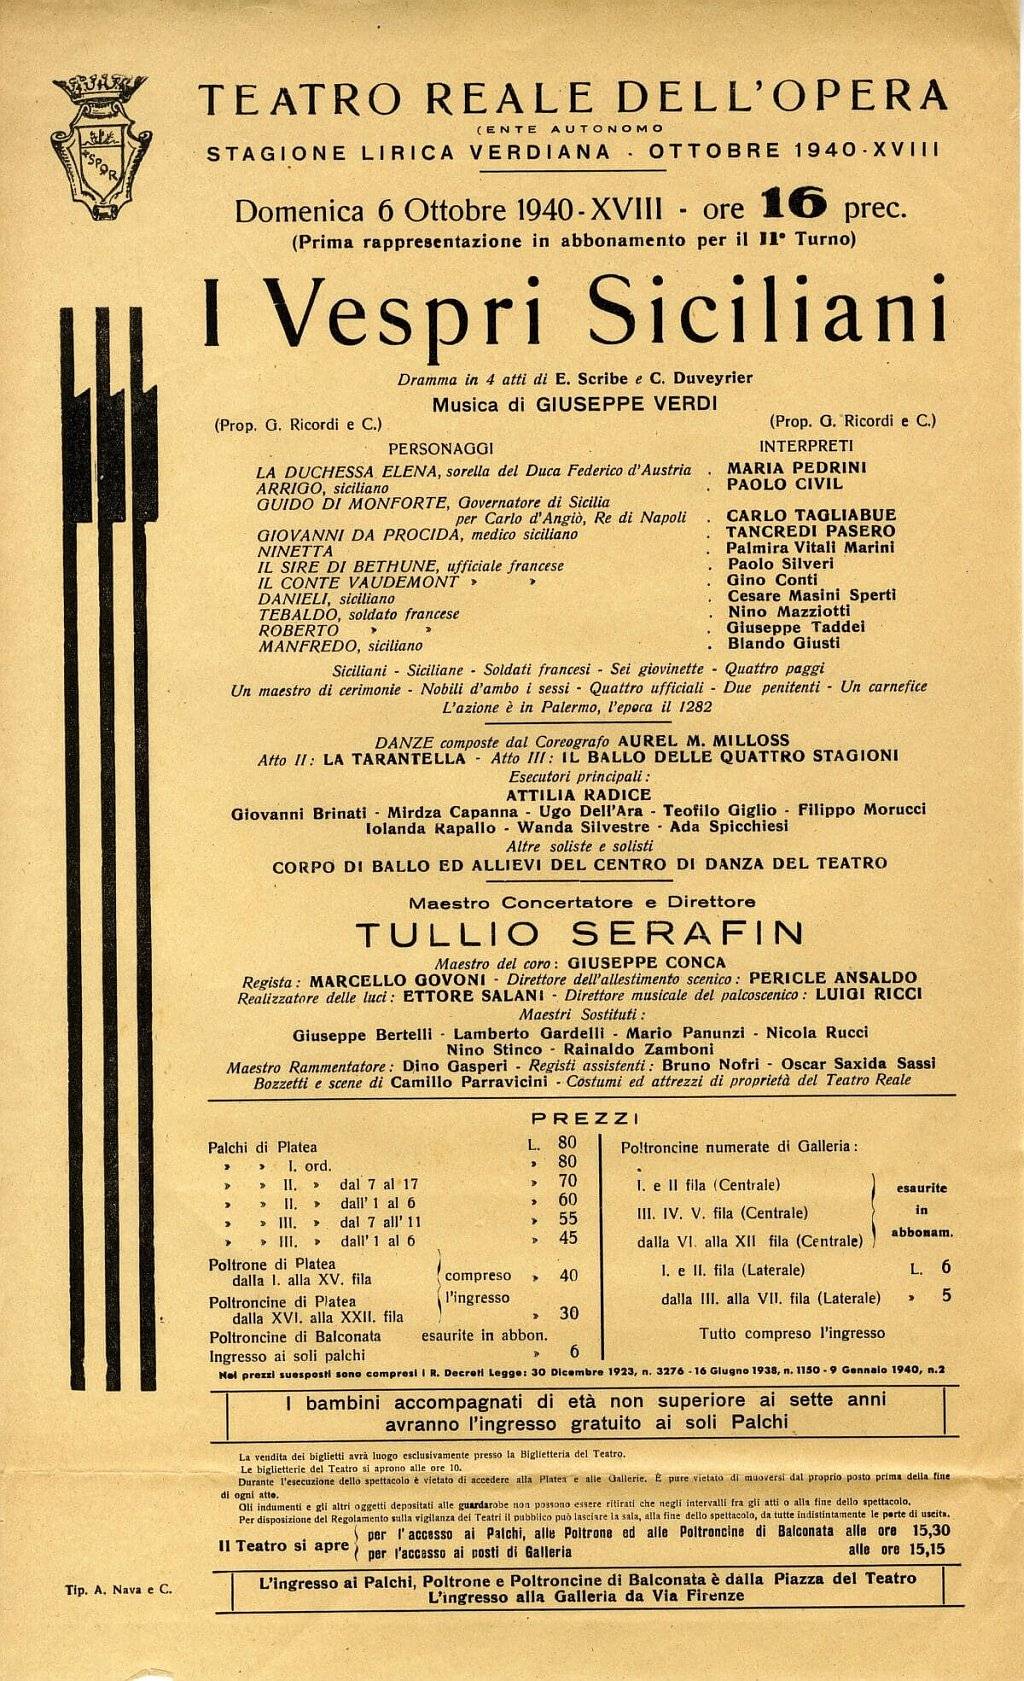 SPQR
TEATRO REALE DELL'OPERA
(ENTE AUTONOMO
STAGIONE LIRICA VERDIANA - OTTOBRE 1940-XVIII
Domenica 6 Ottobre 1940-XVIII - ore 16 prec.
(Prima rappresentazione in abbonamento per il II° Turno)
I Vespri Siciliani
Dramma in 4 atti di E. Scribe e C. Duveyrier
Musica di GIUSEPPE VERDI
(Prop. G. Ricordi e C.) (Prop. G. Ricordi e C.)
PERSONAGGI INTERPRETI
LA DUCHESSA ELENA, sorella del Duca Federico d'Austria . MARIA PEDRINI
ARRIGO, siciliano . PAOLO CIVIL
GUIDO DI MONFORTE, Governatore di Sicilia
per Carlo d'Angiò, Re di Napoli . CARLO TAGLIABUE
GIOVANNI DA PROCIDA, medico siciliano . TANCREDI PASERO
NINETTA . Palmira Vitali Marini
IL SIRE DI BETHUNE, ufficiale francese . Paolo Silveri
IL CONTE VAUDEMONT » » . Gino Conti
DANIELI, siciliano . Cesare Masini Sperti
TEBALDO, soldato francese . Nino Mazziotti
ROBERTO » » . Giuseppe Taddei
MANFREDO, siciliano . Blando Giusti
Siciliani - Siciliane - Soldati francesi - Sei giovinette - Quattro paggi
Un maestro di cerimonie - Nobili d'ambo i sessi - Quattro ufficiali - Due penitenti - Un carnefice
L'azione è in Palermo, l'epoca il 1282
DANZE composte dal Coreografo AUREL M. MILLOSS
Atto II: LA TARANTELLA - Atto III: IL BALLO DELLE QUATTRO STAGIONI
Esecutori principali:
ATTILIA RADICE
Giovanni Brinati - Mirdza Capanna - Ugo Dell'Ara - Teofilo Giglio - Filippo Morucci
Iolanda Rapallo - Wanda Silvestre - Ada Spicchiesi
Altre soliste e solisti
CORPO DI BALLO ED ALLIEVI DEL CENTRO DI DANZA DEL TEATRO
Maestro Concertatore e Direttore
TULLIO SERAFIN
Maestro del coro: GIUSEPPE CONCA
Regista: MARCELLO GOVONI - Direttore dell'allestimento scenico: PERICLE ANSALDO
Realizzatore delle luci: ETTORE SALANI - Direttore musicale del palcoscenico: LUIGI RICCI
Maestri Sostituti:
Giuseppe Bertelli - Lamberto Gardelli - Mario Panunzi - Nicola Rucci
Nino Stinco - Rainaldo Zamboni
Maestro Rammentatore: Dino Gasperi - Registi assistenti: Bruno Nofri - Oscar Saxida Sassi
Bozzetti e scene di Camillo Parravicini - Costumi ed attrezzi di proprietà del Teatro Reale
PREZZI
Palchi di Platea L. 80
» » I. ord. » 80
» » II. » dal 7 al 17 » 70
» » II. » dall' 1 al 6 » 60
» » III. » dal 7 all' 11 » 55
» » III. » dall' 1 al 6 » 45
Poltrone di Platea
dalla I. alla XV. fila compreso » 40
Poltroncine di Platea l'ingresso
dalla XVI. alla XXII. fila » 30
Poltroncine di Balconata esaurite in abbon.
Ingresso ai soli palchi » 6
Poltroncine numerate di Galleria:
I. e II fila (Centrale) esaurite
III. IV. V. fila (Centrale) in
dalla VI. alla XII fila (Centrale) abbonam.
I. e II. fila (Laterale) L. 6
dalla III. alla VII. fila (Laterale) » 5
Tutto compreso l'ingresso
Nei prezzi suesposti sono compresi i R. Decreti Legge: 30 Dicembre 1923, n. 3276 - 16 Giugno 1938, n. 1150 - 9 Gennaio 1940, n.2
I bambini accompagnati di età non superiore ai sette anni
avranno l'ingresso gratuito ai soli Palchi
La vendita dei biglietti avrà luogo esclusivamente presso la Biglietteria del Teatro.
Le biglietterie del Teatro si aprono alle ore 10.
Durante l'esecuzione dello spettacolo è vietato di accedere alla Platea e alle Gallerie. È pure vietato di muoversi dal proprio posto prima della fine
di ogni atto.
Gli indumenti e gli altri oggetti depositati alle guardarobe non possono essere ritirati che negli intervalli fra gli atti o alla fine dello spettacolo.
Per disposizione del Regolamento sulla vigilanza dei Teatri il pubblico può lasciare la sala, alla fine dello spettacolo, da tutte indistintamente le porte di uscita.
Il Teatro si apre per l'accesso ai Palchi, alle Poltrone ed alle Poltroncine di Balconata alle ore 15,30
per l'accesso ai posti di Galleria alle ore 15,15
L'ingresso ai Palchi, Poltrone e Poltroncine di Balconata è dalla Piazza del Teatro
L'ingresso alla Galleria da Via Firenze
Tip. A. Nava e C.